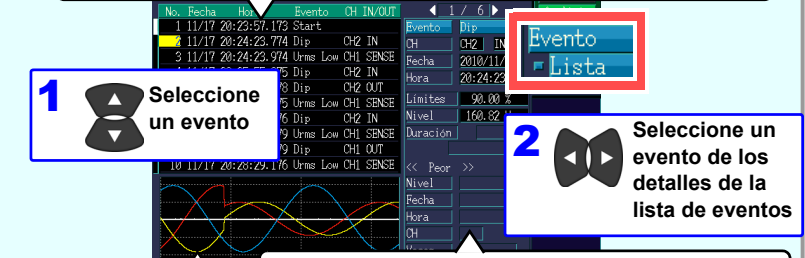 No. Fecha Hor Evento CH IN/OUT
1 11/17 20:23:57.173 Start
2 11/17 20:24:23.774 Dip CH2 IN
3 11/17 20:24:23.974 Urms Low CH1 SENSE
Dip CH2 IN
Dip CH2 OUT
Urms Low CH1 SENSE
Dip CH2 IN
Urms Low CH1 SENSE
Dip CH1 OUT
10 11/17 20:28:29.176 Urms Low CH1 SENSE
1 / 6
Evento Dip
CH CH2 IN
Fecha 2010/11/
Hora 20:24:23
Límites 90.00 %
Nivel 160.82
Duración
<< Peor >>
Nivel
Fecha
Hora
CH
Evento
Lista
1
Seleccione
un evento
2
Seleccione un
evento de los
detalles de la
lista de eventos